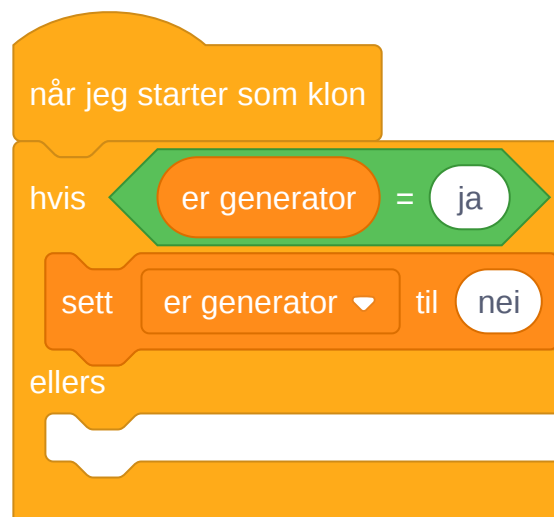 når jeg starter som klon
hvis er generator = ja
sett er generator til nei
ellers